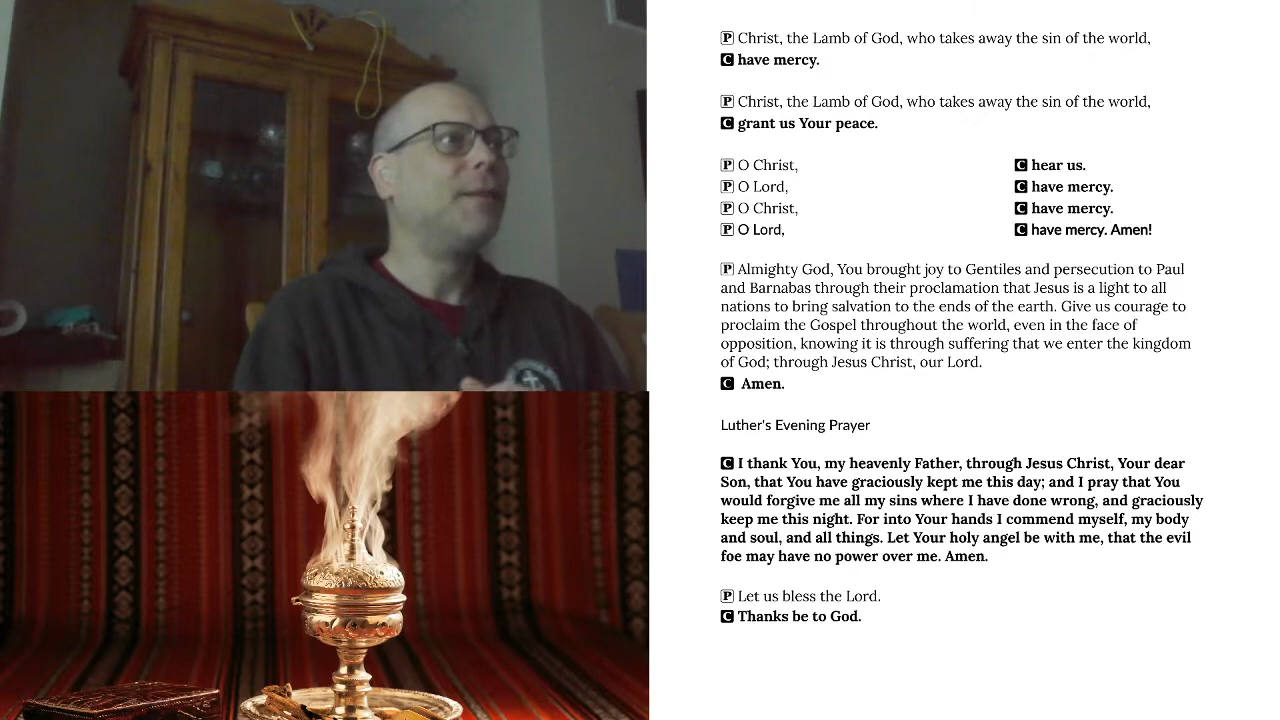 P Christ, the Lamb of God, who takes away the sin of the world,
C have mercy.
P Christ, the Lamb of God, who takes away the sin of the world,
C grant us Your peace.
P O Christ, C hear us.
P O Lord, C have mercy.
P O Christ, C have mercy.
P O Lord, C have mercy. Amen!
P Almighty God, You brought joy to Gentiles and persecution to Paul
and Barnabas through their proclamation that Jesus is a light to all
nations to bring salvation to the ends of the earth. Give us courage to
proclaim the Gospel throughout the world, even in the face of
opposition, knowing it is through suffering that we enter the kingdom
of God; through Jesus Christ, our Lord.
C Amen.
Luther's Evening Prayer
C I thank You, my heavenly Father, through Jesus Christ, Your dear
Son, that You have graciously kept me this day; and I pray that You
would forgive me all my sins where I have done wrong, and graciously
keep me this night. For into Your hands I commend myself, my body
and soul, and all things. Let Your holy angel be with me, that the evil
foe may have no power over me. Amen.
P Let us bless the Lord.
C Thanks be to God.